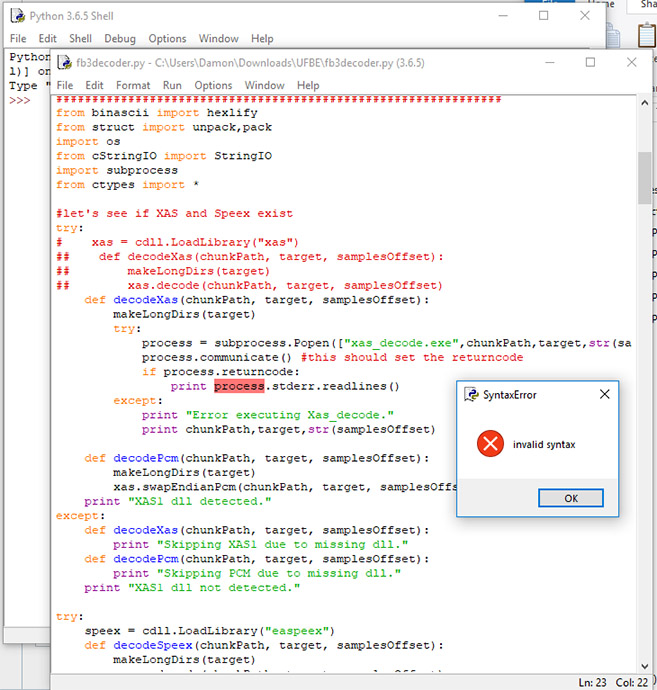 Python 3.6.5 Shell
Home
Sha
File Edit Shell Debug Options Window Help
Python
l)] on
Type "
>>>
fb3decoder.py - C:\Users\Damon\Downloads\UFBE\fb3decoder.py (3.6.5)
File Edit Format Run Options Window Help
##############################################################
from binascii import hexlify
from struct import unpack,pack
import os
from cStringIO import StringIO
import subprocess
from ctypes import *
#let's see if XAS and Speex exist
try:
#    xas = cdll.LoadLibrary("xas")
##    def decodeXas(chunkPath, target, samplesOffset):
##        makeLongDirs(target)
##        xas.decode(chunkPath, target, samplesOffset)
    def decodeXas(chunkPath, target, samplesOffset):
        makeLongDirs(target)
        try:
            process = subprocess.Popen(["xas_decode.exe",chunkPath,target,str(sa
            process.communicate() #this should set the returncode
            if process.returncode:
                print process.stderr.readlines()
        except:
            print "Error executing Xas_decode."
            print chunkPath,target,str(samplesOffset)
    def decodePcm(chunkPath, target, samplesOffset):
        makeLongDirs(target)
        xas.swapEndianPcm(chunkPath, target, samplesOffs
    print "XAS1 dll detected."
except:
    def decodeXas(chunkPath, target, samplesOffset):
        print "Skipping XAS1 due to missing dll."
    def decodePcm(chunkPath, target, samplesOffset):
        print "Skipping PCM due to missing dll."
    print "XAS1 dll not detected."
try:
    speex = cdll.LoadLibrary("easpeex")
    def decodeSpeex(chunkPath, target, samplesOffset):
        makeLongDirs(target)
Ln: 23 Col: 22
SyntaxError
invalid syntax
OK